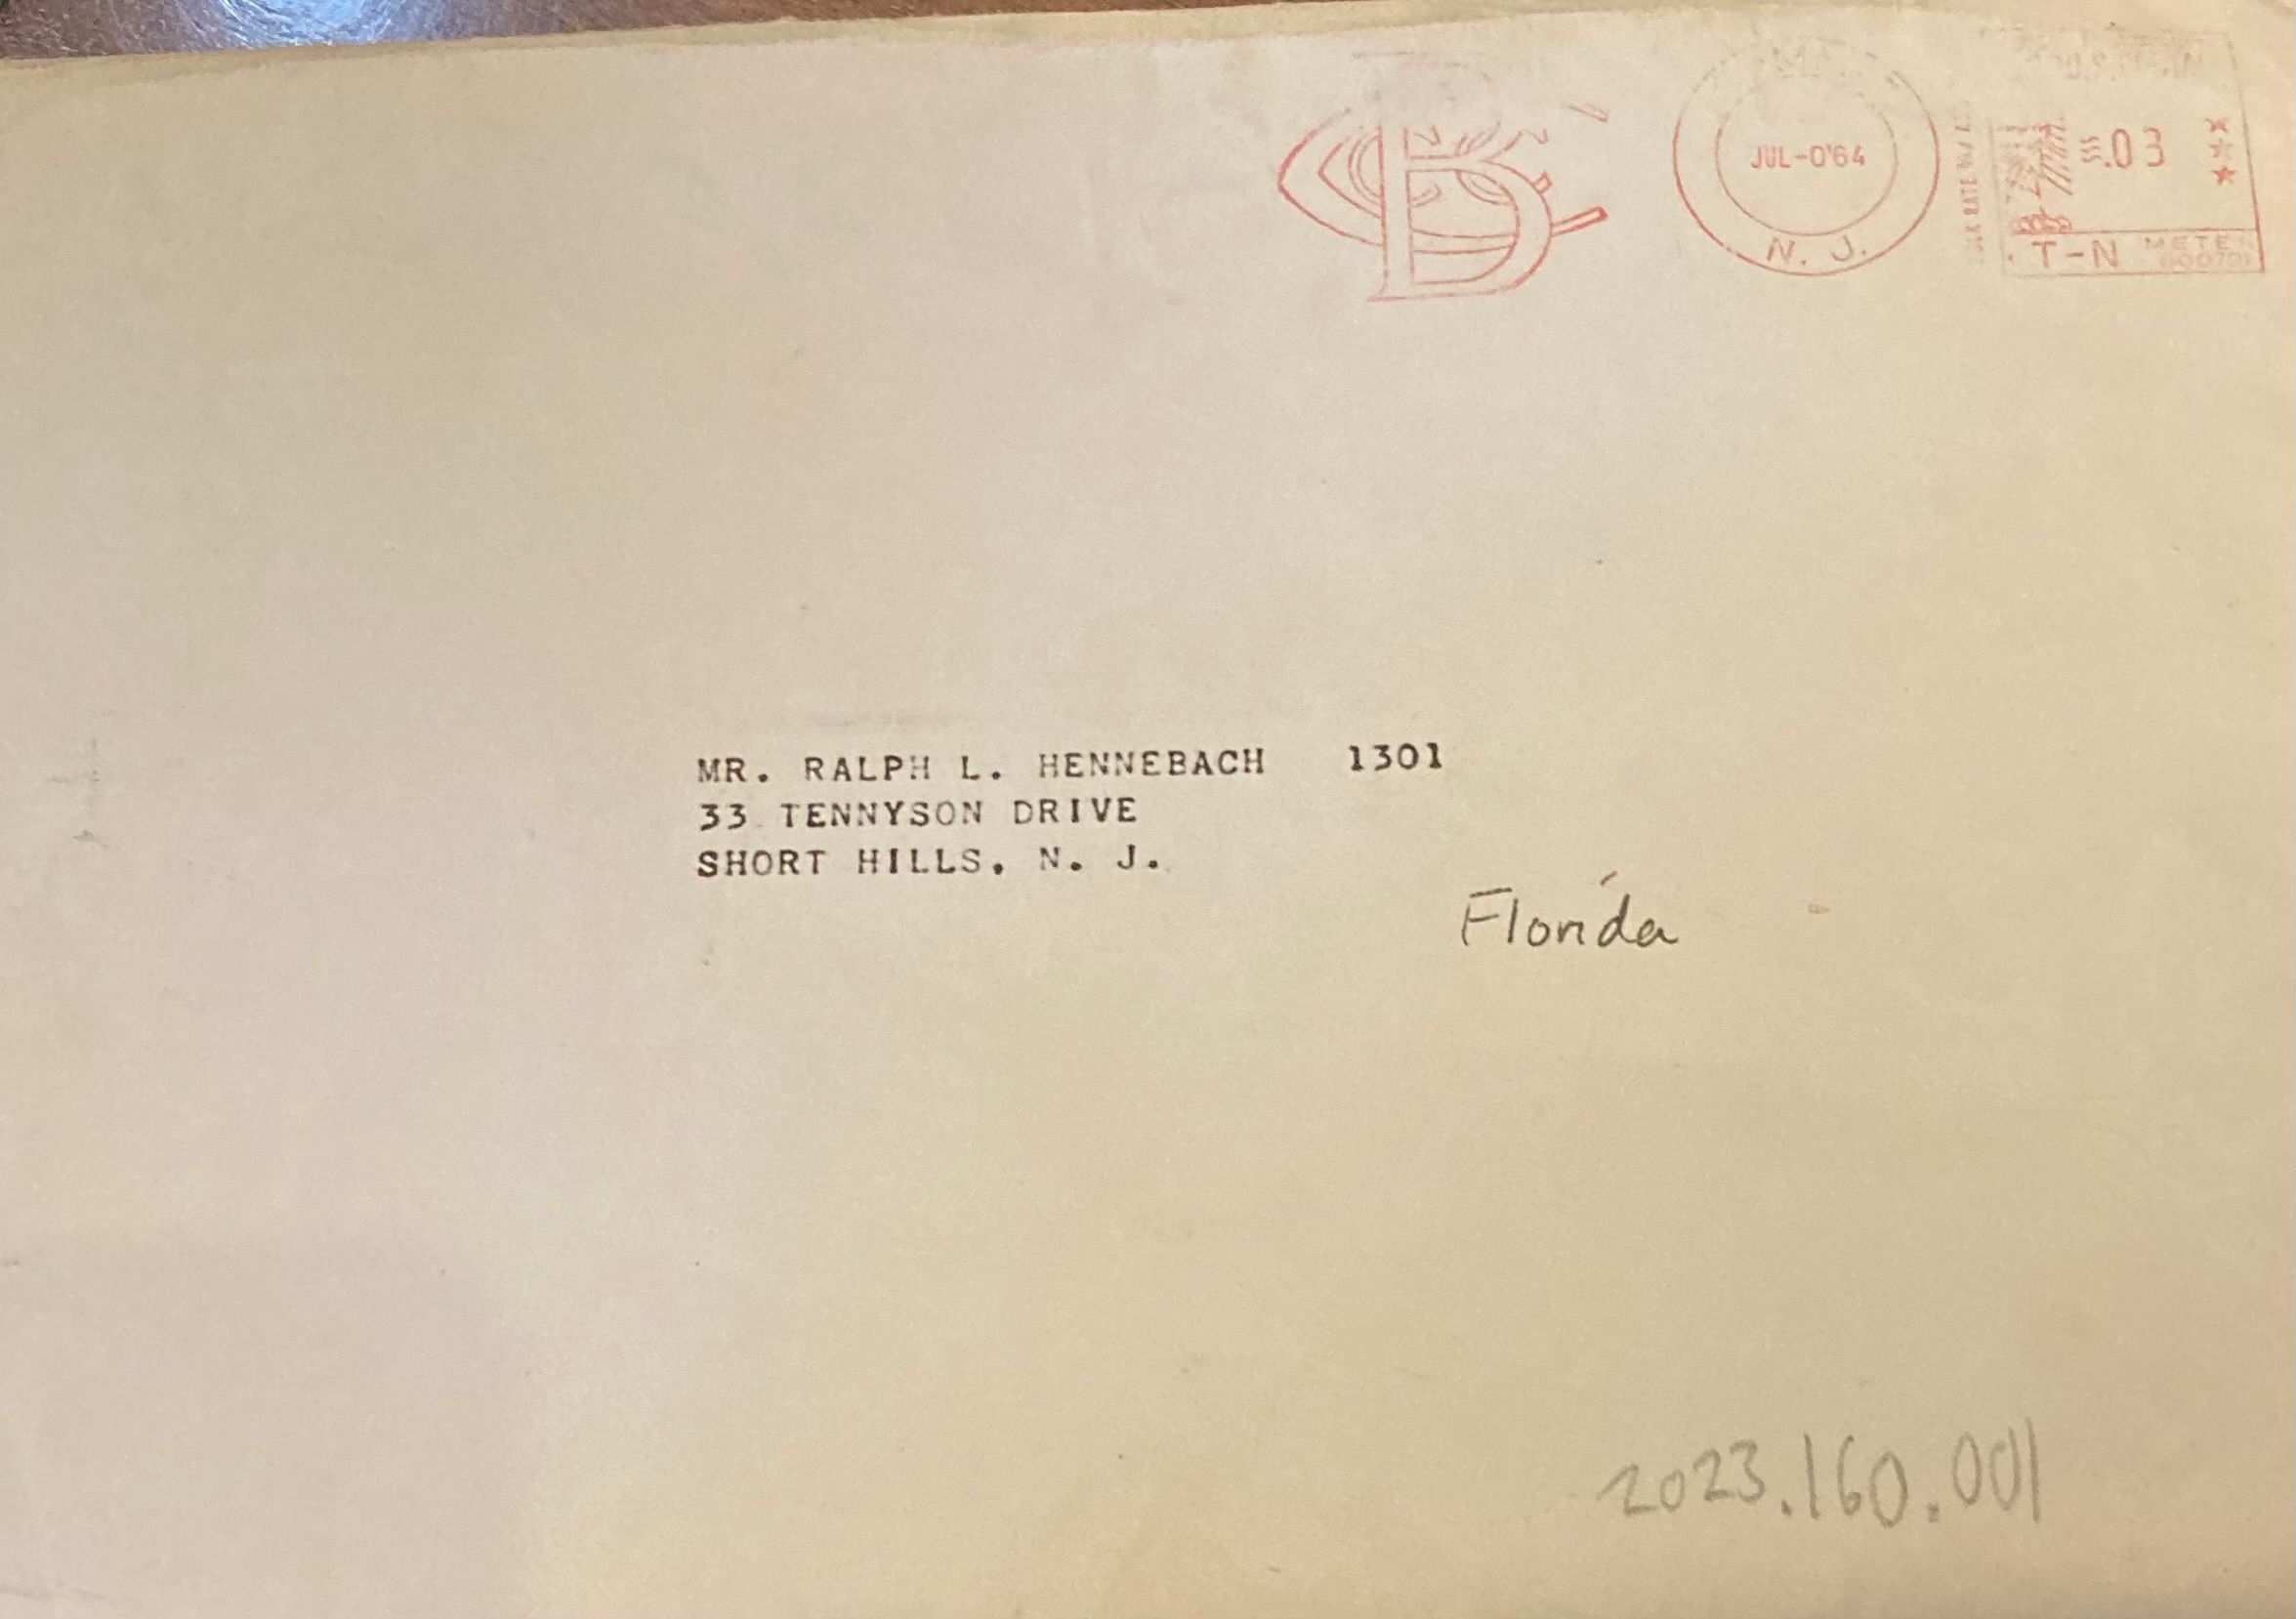 JUL-0'64
N. J.
.03
T-N METER
MR. RALPH L. HENNEBACH 1301
33 TENNYSON DRIVE
SHORT HILLS, N. J.
Florida
2023.160.001